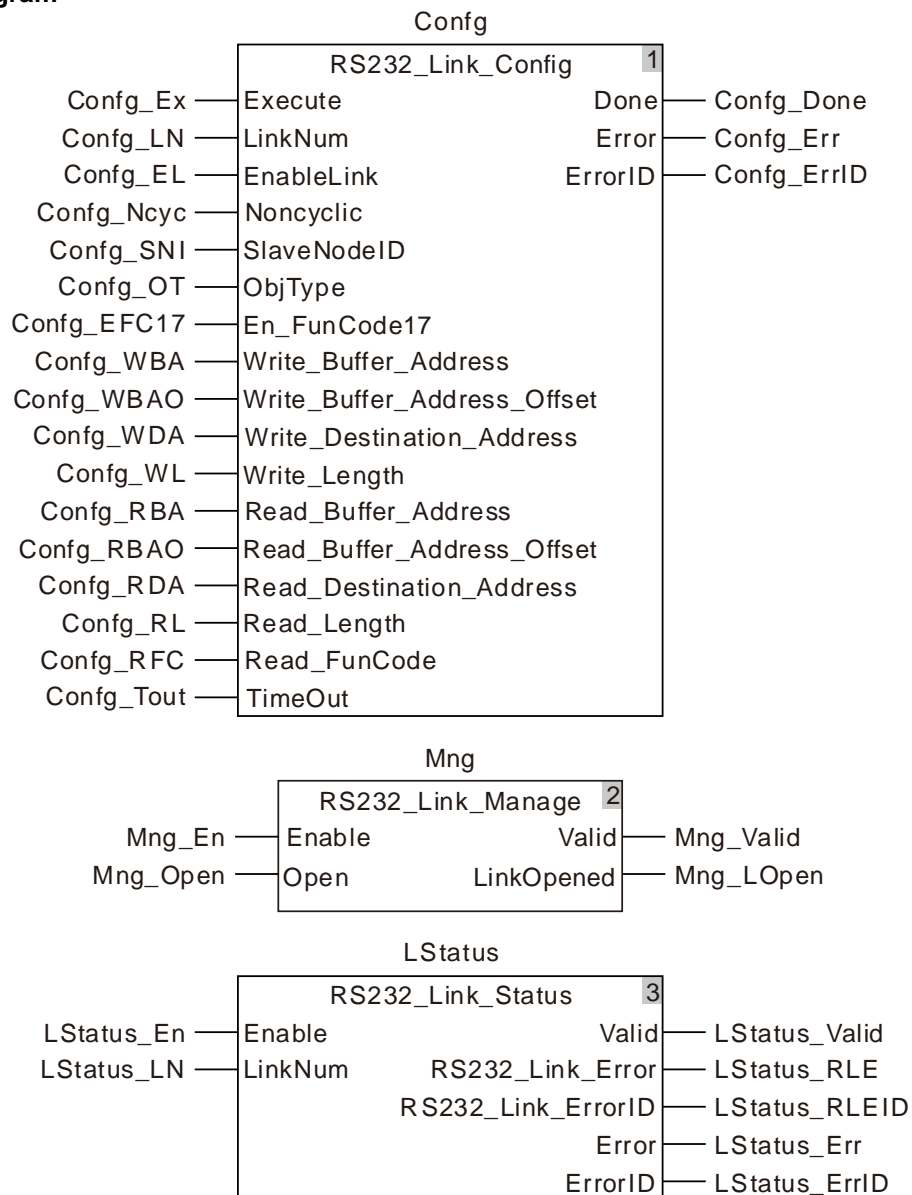 Confg
RS232_Link_Config 1
Confg_Ex Execute Done Confg_Done
Confg_LN LinkNum Error Confg_Err
Confg_EL EnableLink ErrorID Confg_ErrID
Confg_Ncyc Noncyclic
Confg_SNI SlaveNodeID
Confg_OT ObjType
Confg_EFC17 En_FunCode17
Confg_WBA Write_Buffer_Address
Confg_WBAO Write_Buffer_Address_Offset
Confg_WDA Write_Destination_Address
Confg_WL Write_Length
Confg_RBA Read_Buffer_Address
Confg_RBAO Read_Buffer_Address_Offset
Confg_RDA Read_Destination_Address
Confg_RL Read_Length
Confg_RFC Read_FunCode
Confg_Tout TimeOut
Mng
RS232_Link_Manage 2
Mng_En Enable Valid Mng_Valid
Mng_Open Open LinkOpened Mng_LOpen
LStatus
RS232_Link_Status 3
LStatus_En Enable Valid LStatus_Valid
LStatus_LN LinkNum RS232_Link_Error LStatus_RLE
RS232_Link_ErrorID LStatus_RLEID
Error LStatus_Err
ErrorID LStatus_ErrID